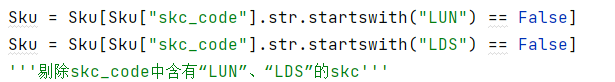 Sku = Sku[Sku["skc_code"].str.startswith("LUN") == False]
Sku = Sku[Sku["skc_code"].str.startswith("LDS") == False]
'''剔除skc_code中含有“LUN”、“LDS”的skc'''